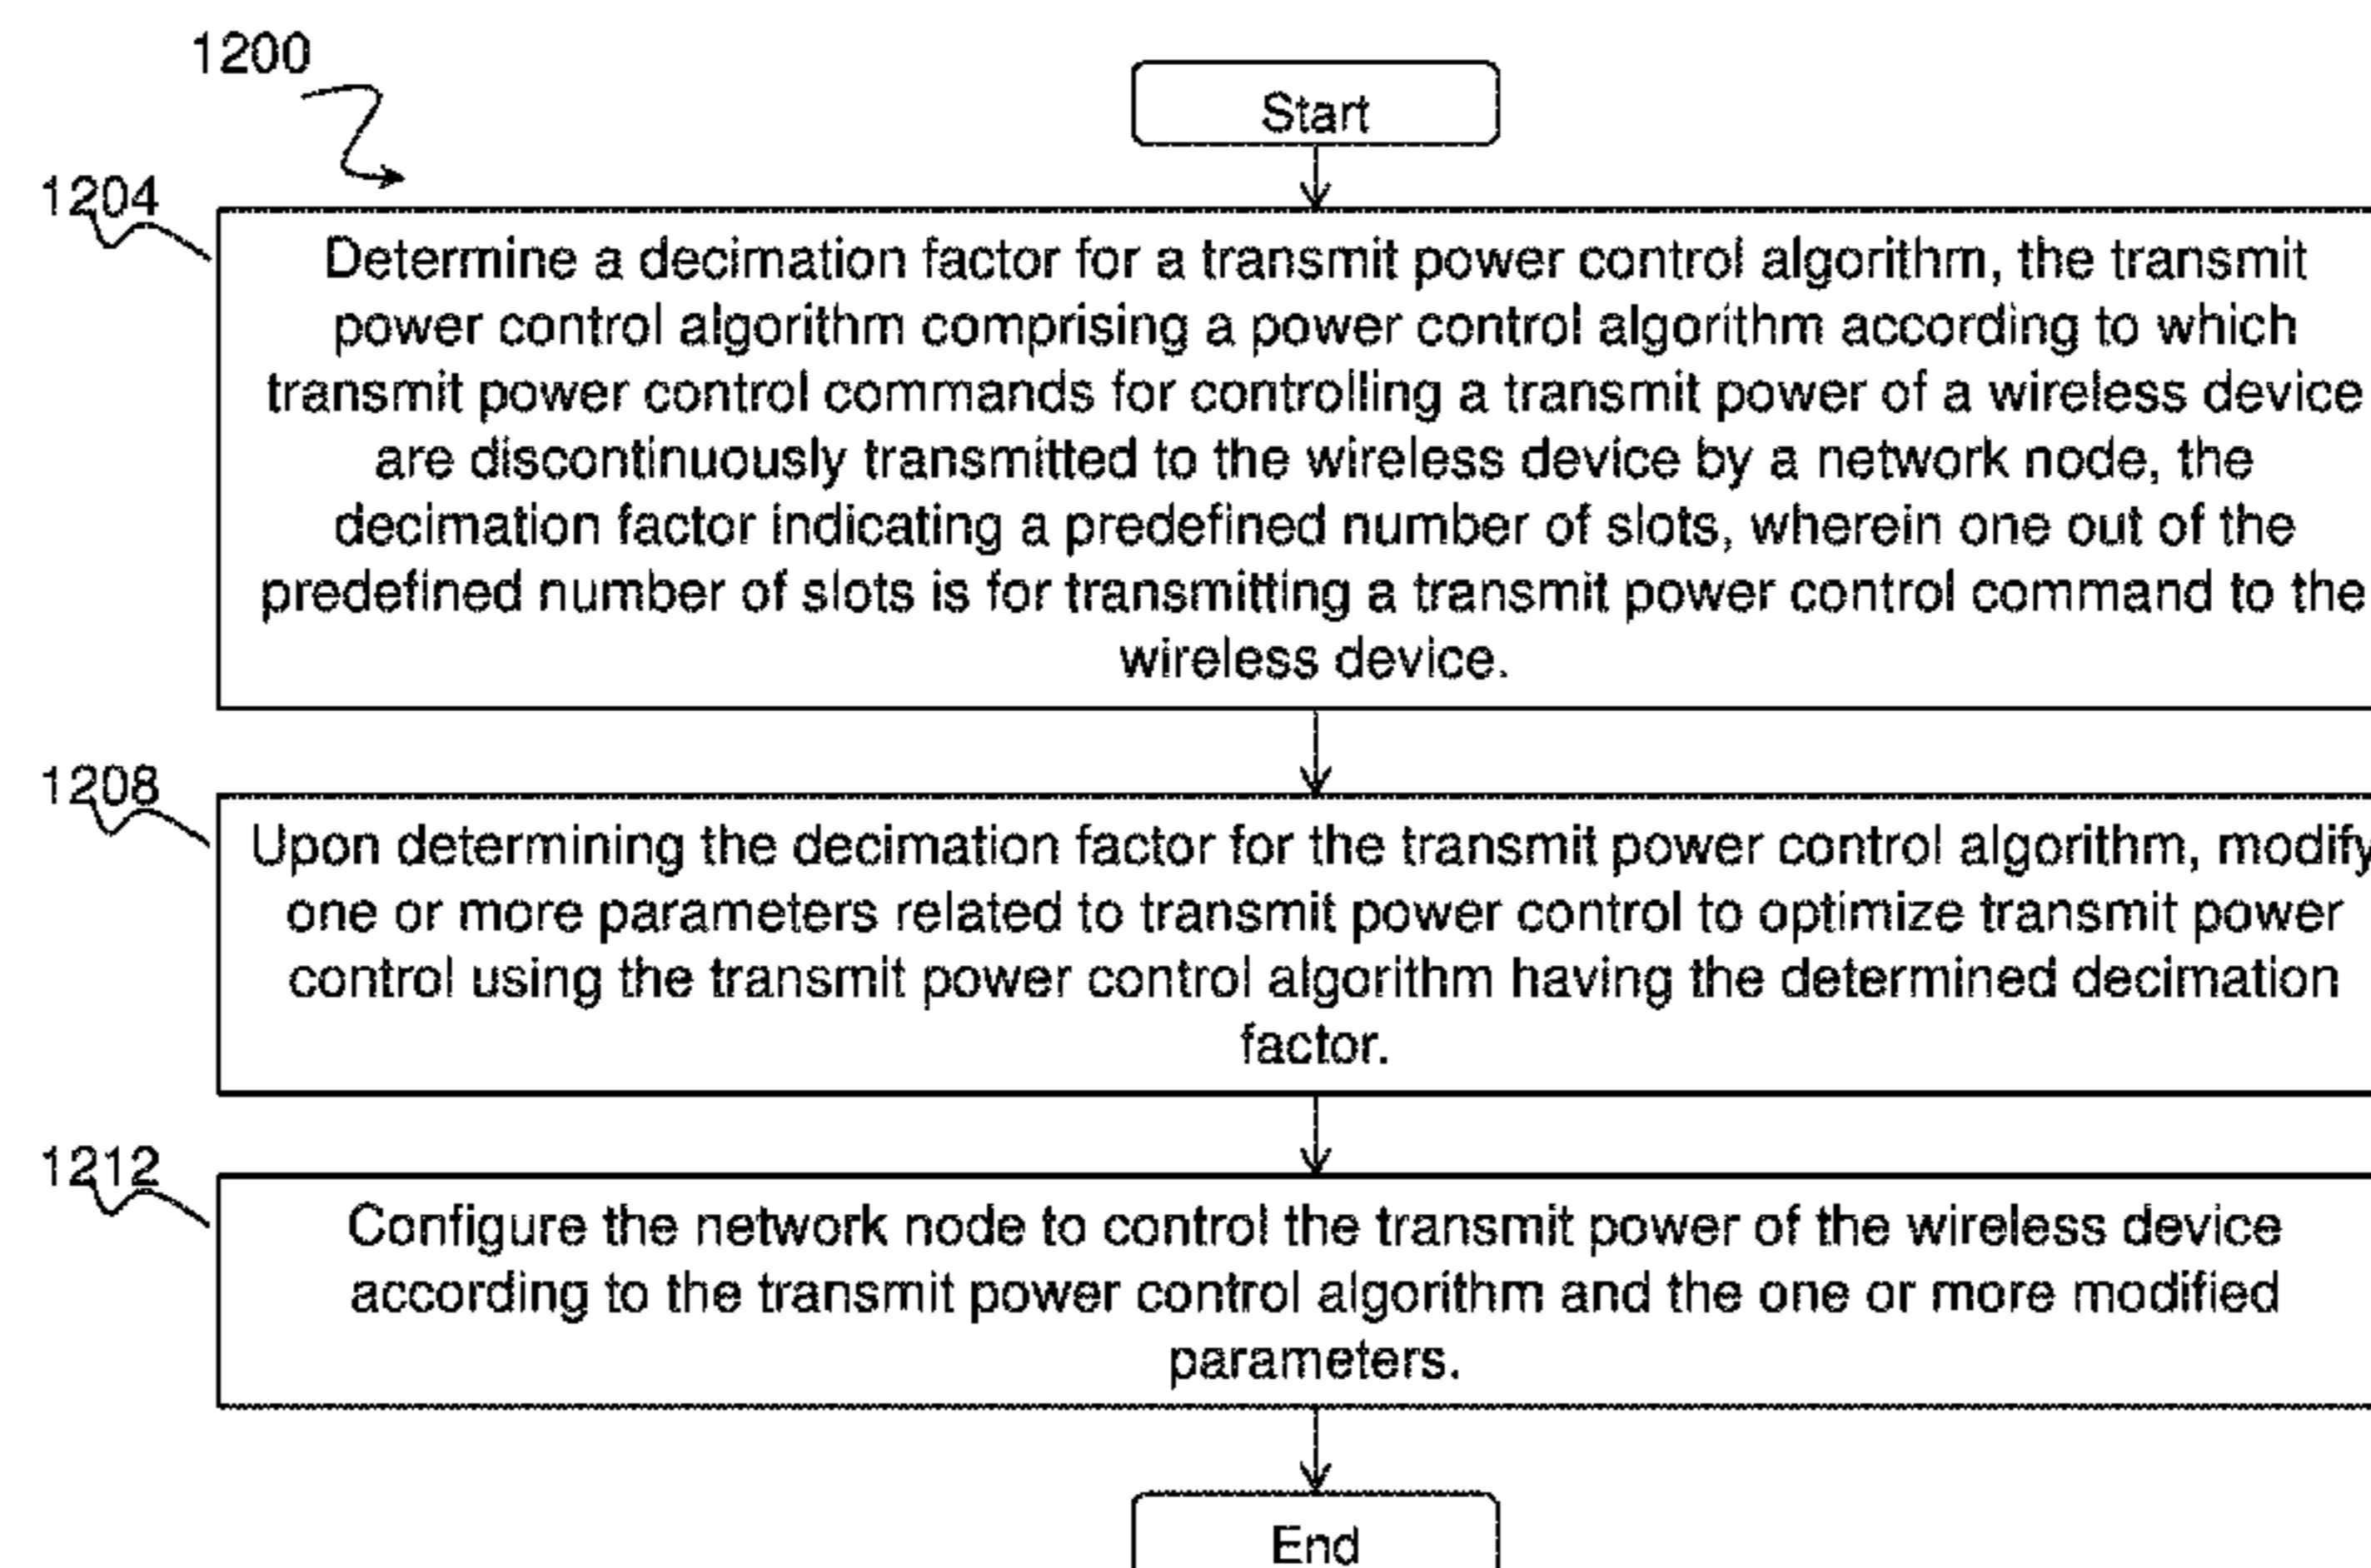 1200
Start
1204
Determine a decimation factor for a transmit power control algorithm, the transmit
power control algorithm comprising a power control algorithm according to which
transmit power control commands for controlling a transmit power of a wireless device
are discontinuously transmitted to the wireless device by a network node, the
decimation factor indicating a predefined number of slots, wherein one out of the
predefined number of slots is for transmitting a transmit power control command to the
wireless device.
1208
Upon determining the decimation factor for the transmit power control algorithm, modify
one or more parameters related to transmit power control to optimize transmit power
control using the transmit power control algorithm having the determined decimation
factor.
1212
Configure the network node to control the transmit power of the wireless device
according to the transmit power control algorithm and the one or more modified
parameters.
End